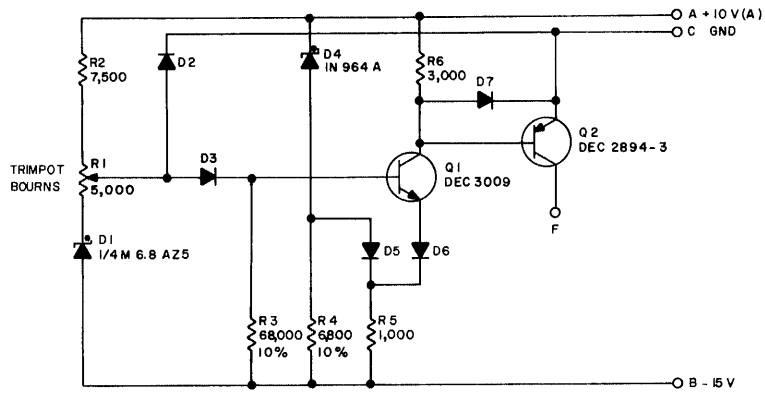 A + 10 V (A)
C GND
R2
7,500
D2
D4
IN 964 A
R6
3,000
D7
Q2
DEC 2894-3
TRIMPOT
BOURNS
R1
5,000
D3
Q1
DEC 3009
F
D1
1/4 M 6.8 AZ5
D5
D6
R3
68,000
10%
R4
6,800
10%
R5
1,000
B - 15 V